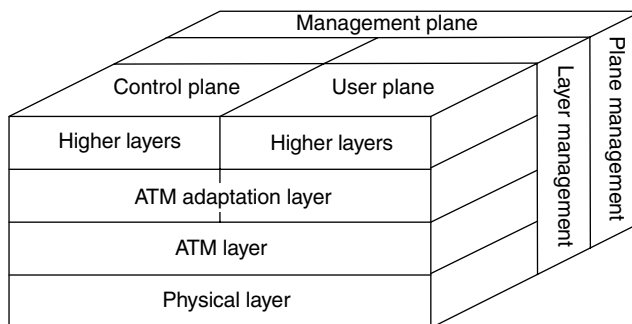 Management plane
Control plane
User plane
Layer management
Plane management
Higher layers
Higher layers
ATM adaptation layer
ATM layer
Physical layer